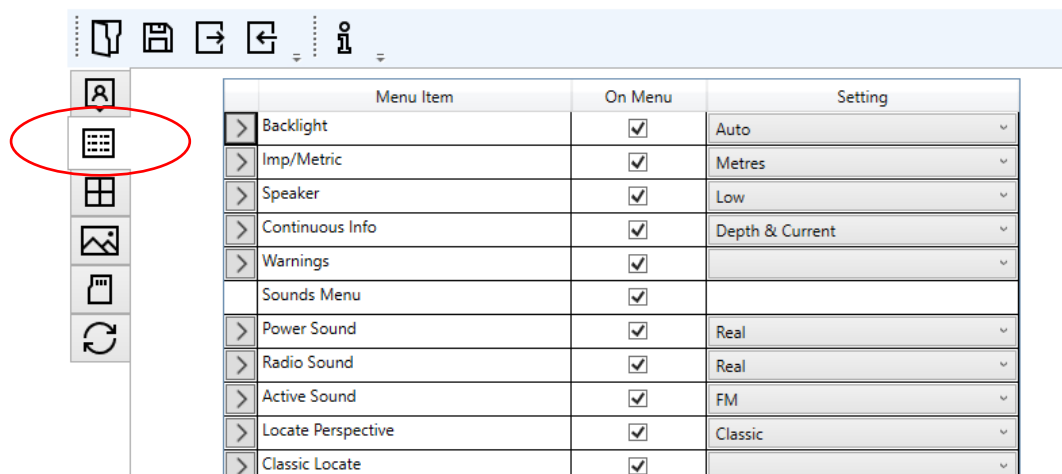 Menu Item On Menu Setting
Backlight Auto
Imp/Metric Metres
Speaker Low
Continuous Info Depth & Current
Warnings
Sounds Menu
Power Sound Real
Radio Sound Real
Active Sound FM
Locate Perspective Classic
Classic Locate